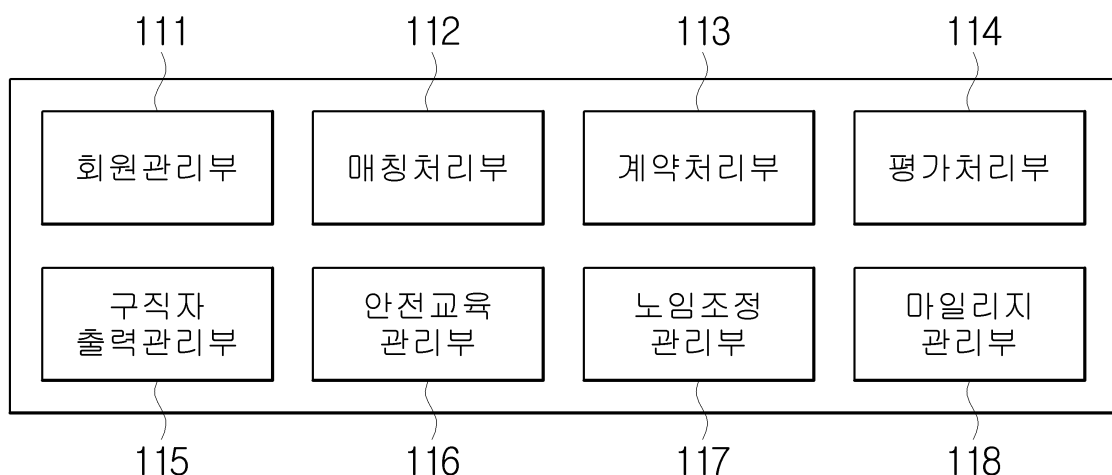 111 112 113 114
회원관리부 매칭처리부 계약처리부 평가처리부
구직자 안전교육 노임조정 마일리지
출력관리부 관리부 관리부 관리부
115 116 117 118